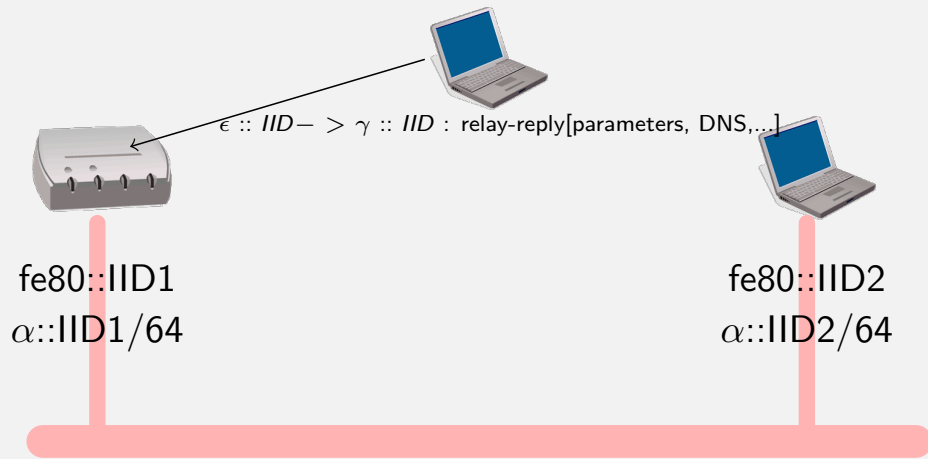 ϵ :: IID− > γ :: IID : relay-reply[parameters, DNS,...]
fe80::IID1
α::IID1/64
fe80::IID2
α::IID2/64